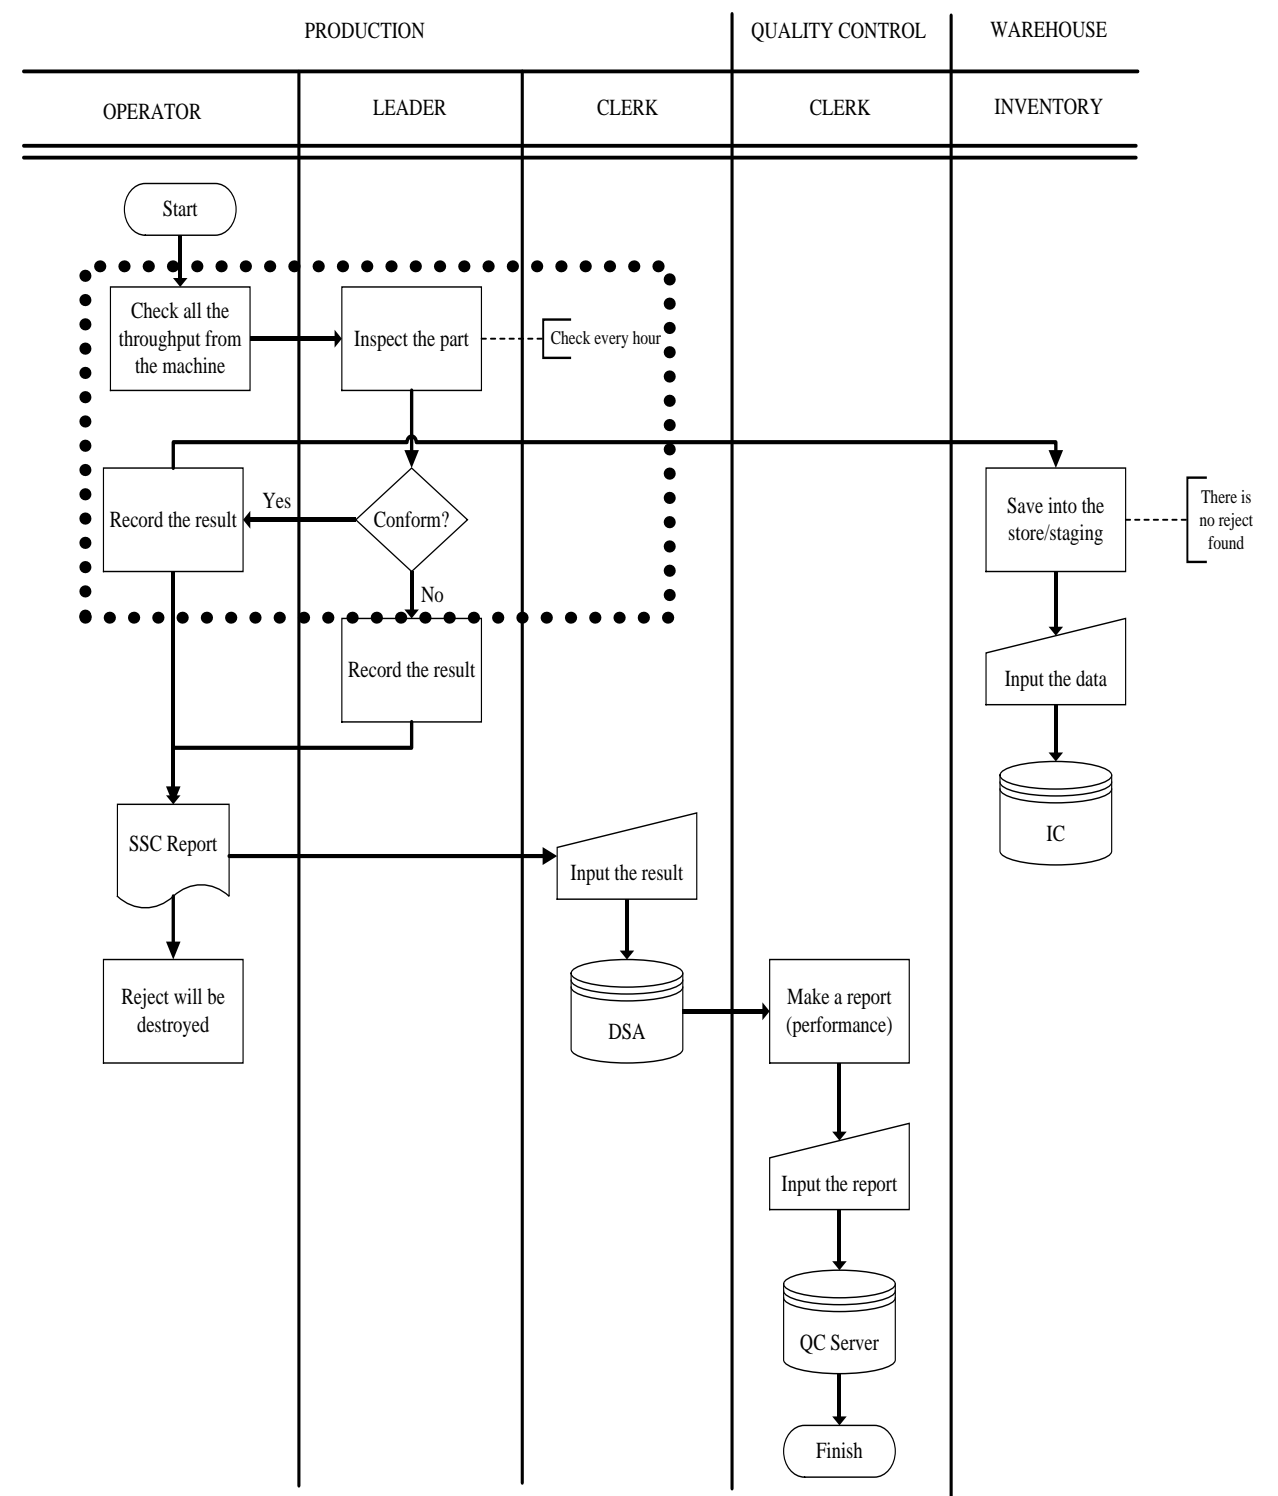 PRODUCTION
QUALITY CONTROL
WAREHOUSE
OPERATOR
LEADER
CLERK
CLERK
INVENTORY
Start
Check all the
throughput from
the machine
Inspect the part
Check every hour
Record the result
Yes
Conform?
No
Save into the
store/staging
There is
no reject
found
Record the result
Input the data
IC
SSC Report
Input the result
Reject will be
destroyed
DSA
Make a report
(performance)
Input the report
QC Server
Finish